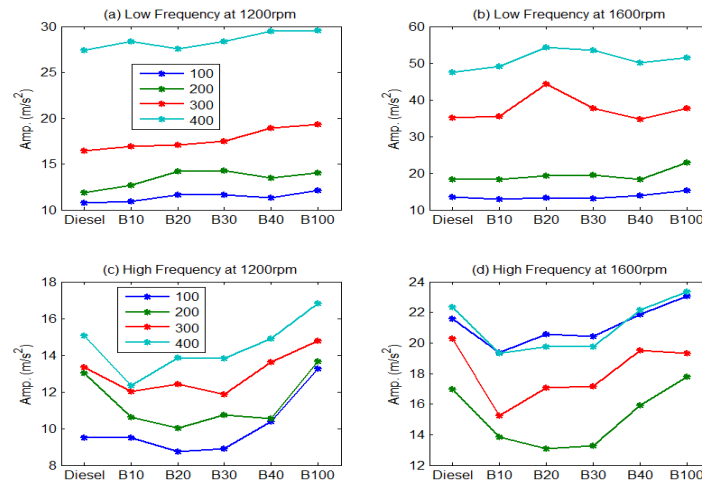 (a) Low Frequency at 1200rpm
30
25
20
15
10
Amp. (m/s²)
100
200
300
400
Diesel B10 B20 B30 B40 B100
(b) Low Frequency at 1600rpm
60
50
40
30
20
10
Amp. (m/s²)
Diesel B10 B20 B30 B40 B100
(c) High Frequency at 1200rpm
18
16
14
12
10
8
Amp. (m/s²)
100
200
300
400
Diesel B10 B20 B30 B40 B100
(d) High Frequency at 1600rpm
24
22
20
18
16
14
12
Amp. (m/s²)
Diesel B10 B20 B30 B40 B100